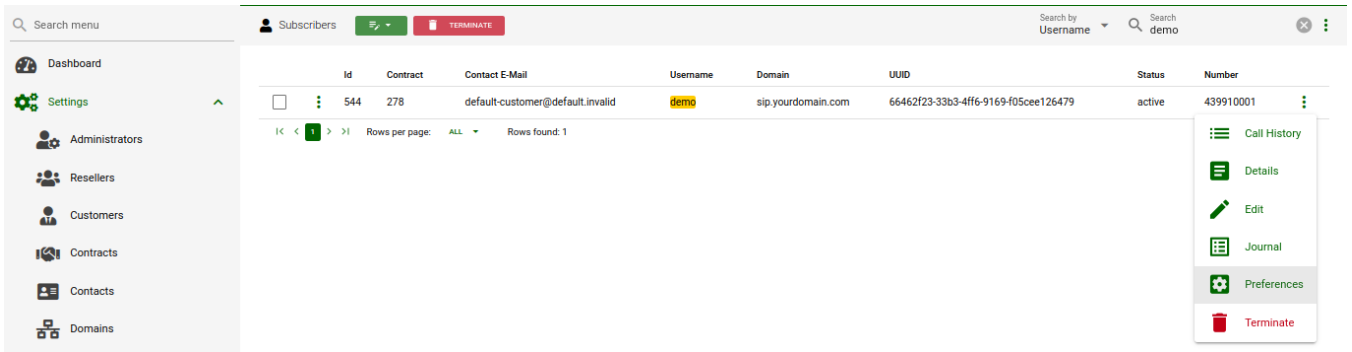 Search menu
Dashboard
Settings
Administrators
Resellers
Customers
Contracts
Contacts
Domains
Subscribers
TERMINATE
Search by
Username
Search
demo
Id Contract Contact E-Mail Username Domain UUID Status Number
544 278 default-customer@default.invalid demo sip.yourdomain.com 66462f23-33b3-4ff6-9169-f05cee126479 active 439910001
1 Rows per page: ALL Rows found: 1
Call History
Details
Edit
Journal
Preferences
Terminate